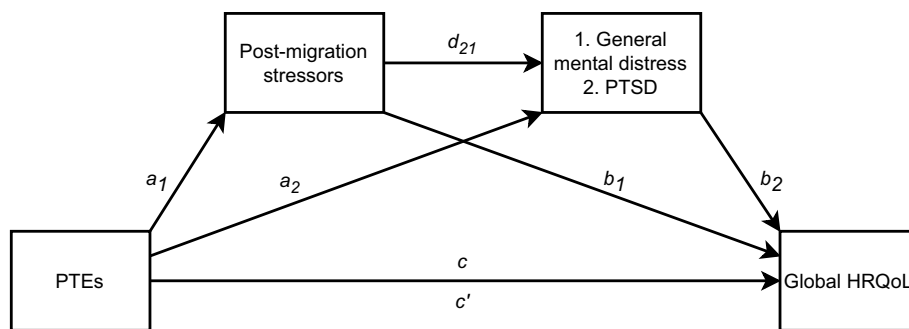 Post-migration
stressors
d21
1. General
mental distress
2. PTSD
a1
a2
b1
b2
PTEs
c
c'
Global HRQoL